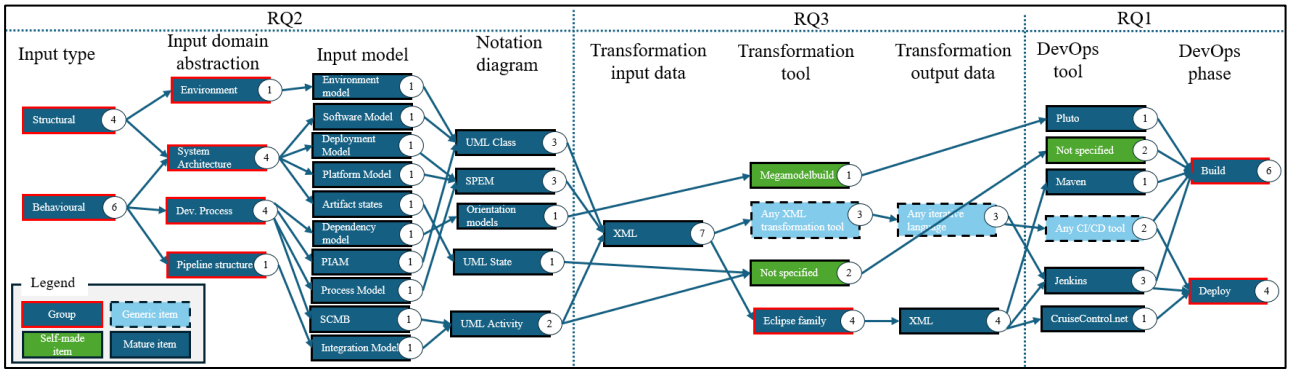 RQ2
RQ3
RQ1
Input type
Input domain
abstraction
Input model
Notation
diagram
Transformation
input data
Transformation
tool
Transformation
output data
DevOps
tool
DevOps
phase
Structural
4
Behavioural
6
Environment
1
System
Architecture
4
Dev. Process
4
Pipeline structure
1
Environment
model
1
Software Model
1
Deployment
Model
1
Platform Model
1
Artifact states
1
Dependency
model
1
PIAM
1
Process Model
1
SCMB
1
Integration Model
1
UML Class
3
SPEM
3
Orientation
models
1
UML State
1
UML Activity
2
XML
7
Megamodelbuild
1
Any XML
transformation tool
3
Not specified
2
Eclipse family
4
Any iterative
language
3
XML
4
Pluto
1
Not specified
2
Maven
1
Any CI/CD tool
2
Jenkins
3
CruiseControl.net
1
Build
6
Deploy
4
Legend
Group
Generic item
Self-made
item
Mature item